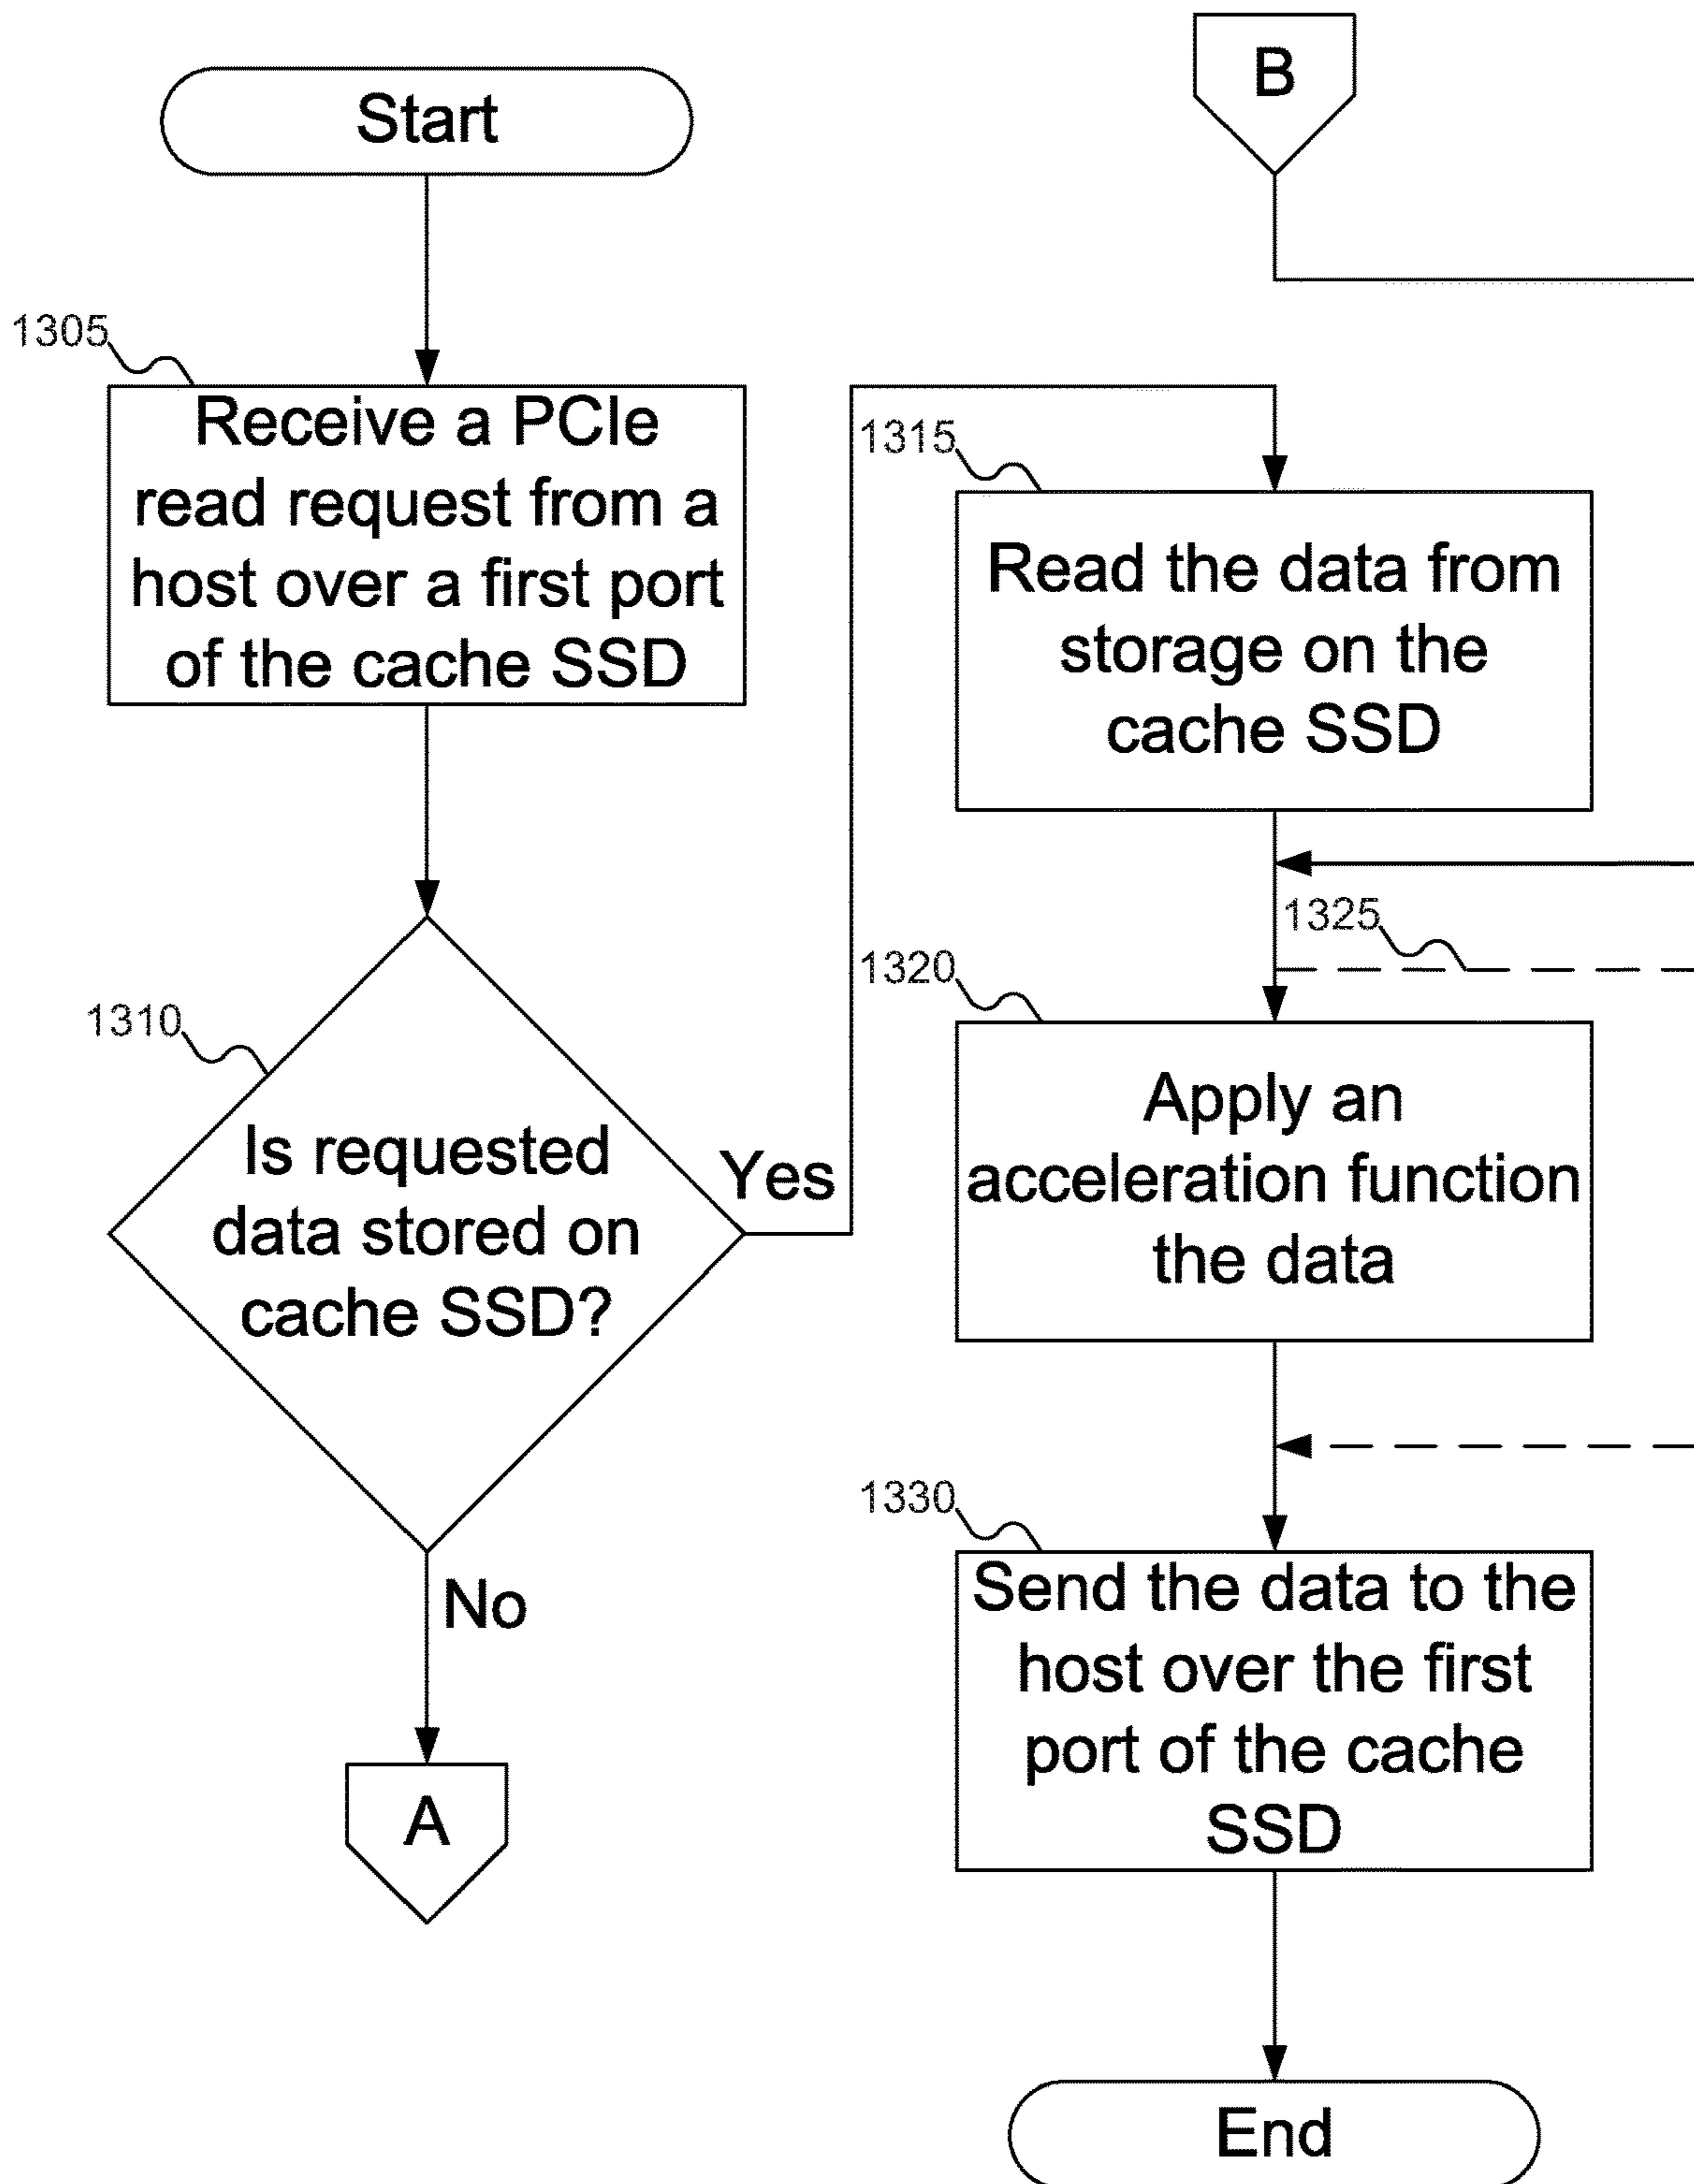 Start
1305
Receive a PCIe
read request from a
host over a first port
of the cache SSD
1310
Is requested
data stored on
cache SSD?
Yes
No
A
B
1315
Read the data from
storage on the
cache SSD
1325
1320
Apply an
acceleration function
the data
1330
Send the data to the
host over the first
port of the cache
SSD
End